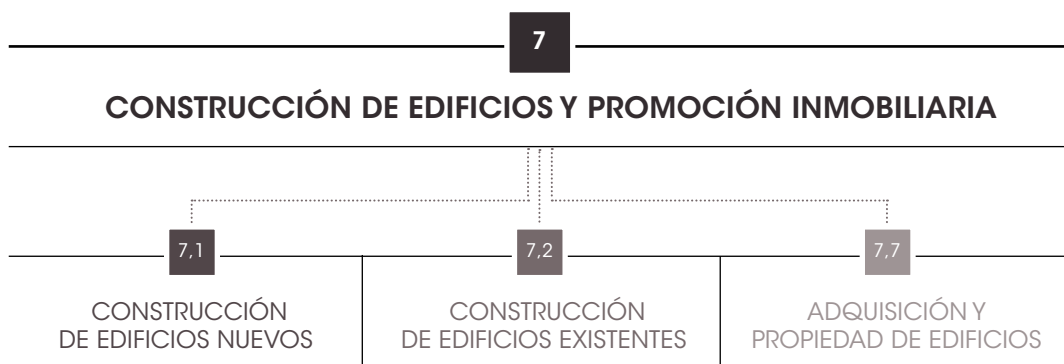 7
CONSTRUCCIÓN DE EDIFICIOS Y PROMOCIÓN INMOBILIARIA
7,1
7,2
7,7
CONSTRUCCIÓN
DE EDIFICIOS NUEVOS
CONSTRUCCIÓN
DE EDIFICIOS EXISTENTES
ADQUISICIÓN Y
PROPIEDAD DE EDIFICIOS